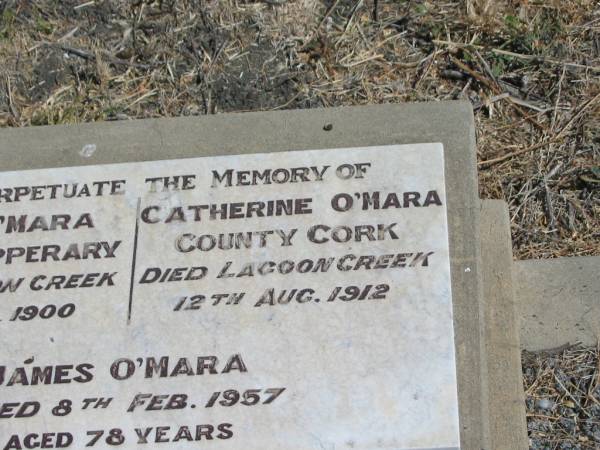 RPETUATE THE MEMORY OF
O'MARA
PPERARY
W CREEK
1900
CATHERINE O'MARA
COUNTY CORK
DIED LAGOON CREEK
12TH AUG. 1912
JAMES O'MARA
ED 8TH FEB. 1957
AGED 78 YEARS